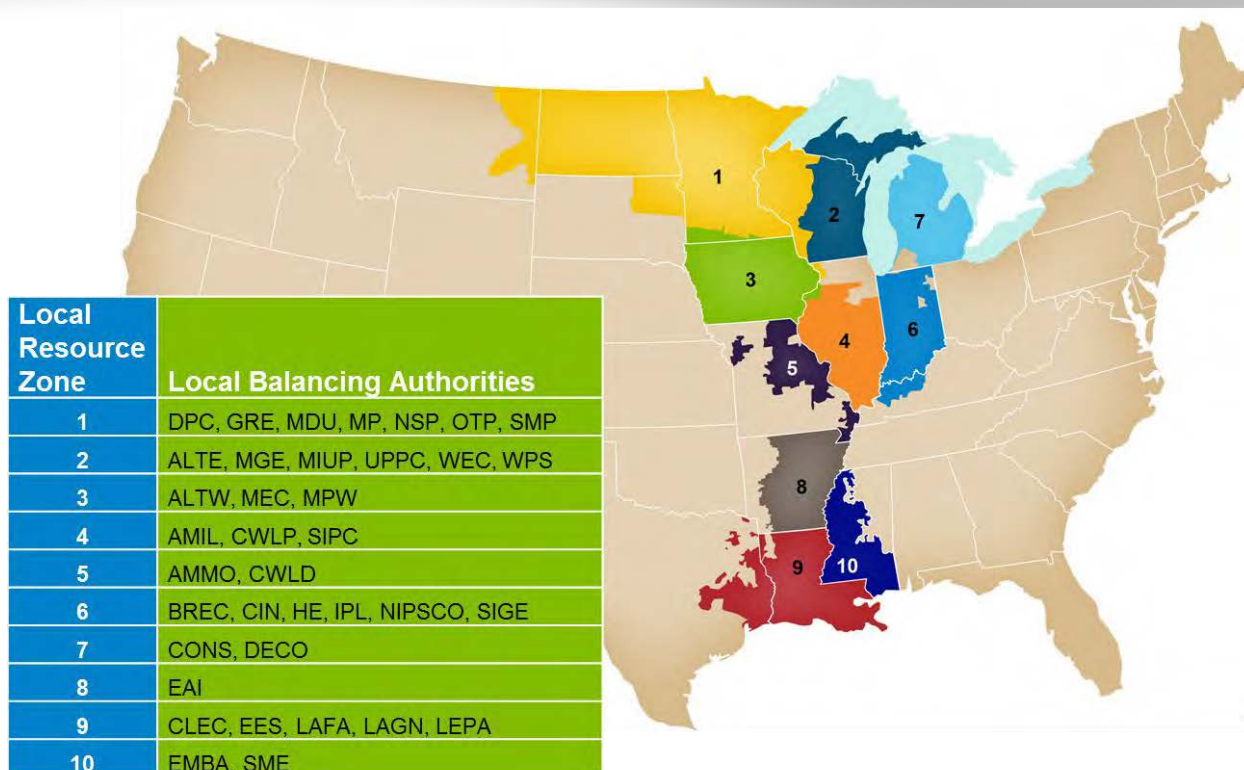 1
2
7
3
6
4
5
8
9
10
Local Resource Zone
Local Balancing Authorities
1 DPC, GRE, MDU, MP, NSP, OTP, SMP
2 ALTE, MGE, MIUP, UPPC, WEC, WPS
3 ALTW, MEC, MPW
4 AMIL, CWLP, SIPC
5 AMMO, CWLD
6 BREC, CIN, HE, IPL, NIPSCO, SIGE
7 CONS, DECO
8 EAI
9 CLEC, EES, LAFA, LAGN, LEPA
10 EMBA, SME